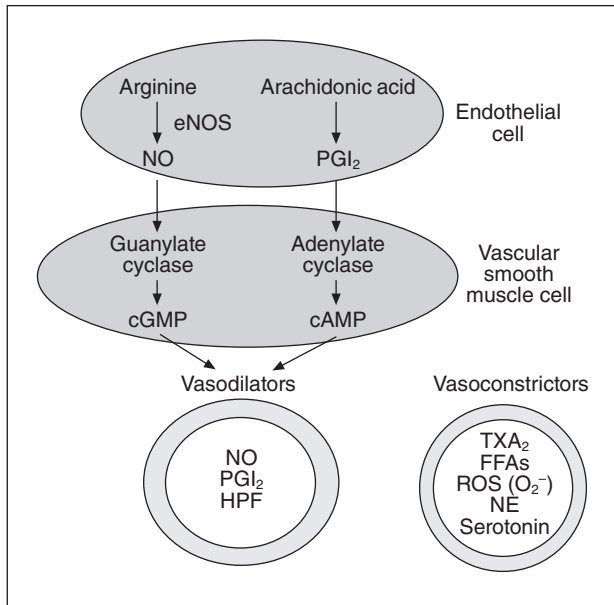 Arginine
Arachidonic acid
eNOS
NO
PGI₂
Endothelial
cell
Guanylate
cyclase
Adenylate
cyclase
cGMP
cAMP
Vascular
smooth
muscle cell
Vasodilators
NO
PGI₂
HPF
Vasoconstrictors
TXA₂
FFAs
ROS (O₂⁻)
NE
Serotonin